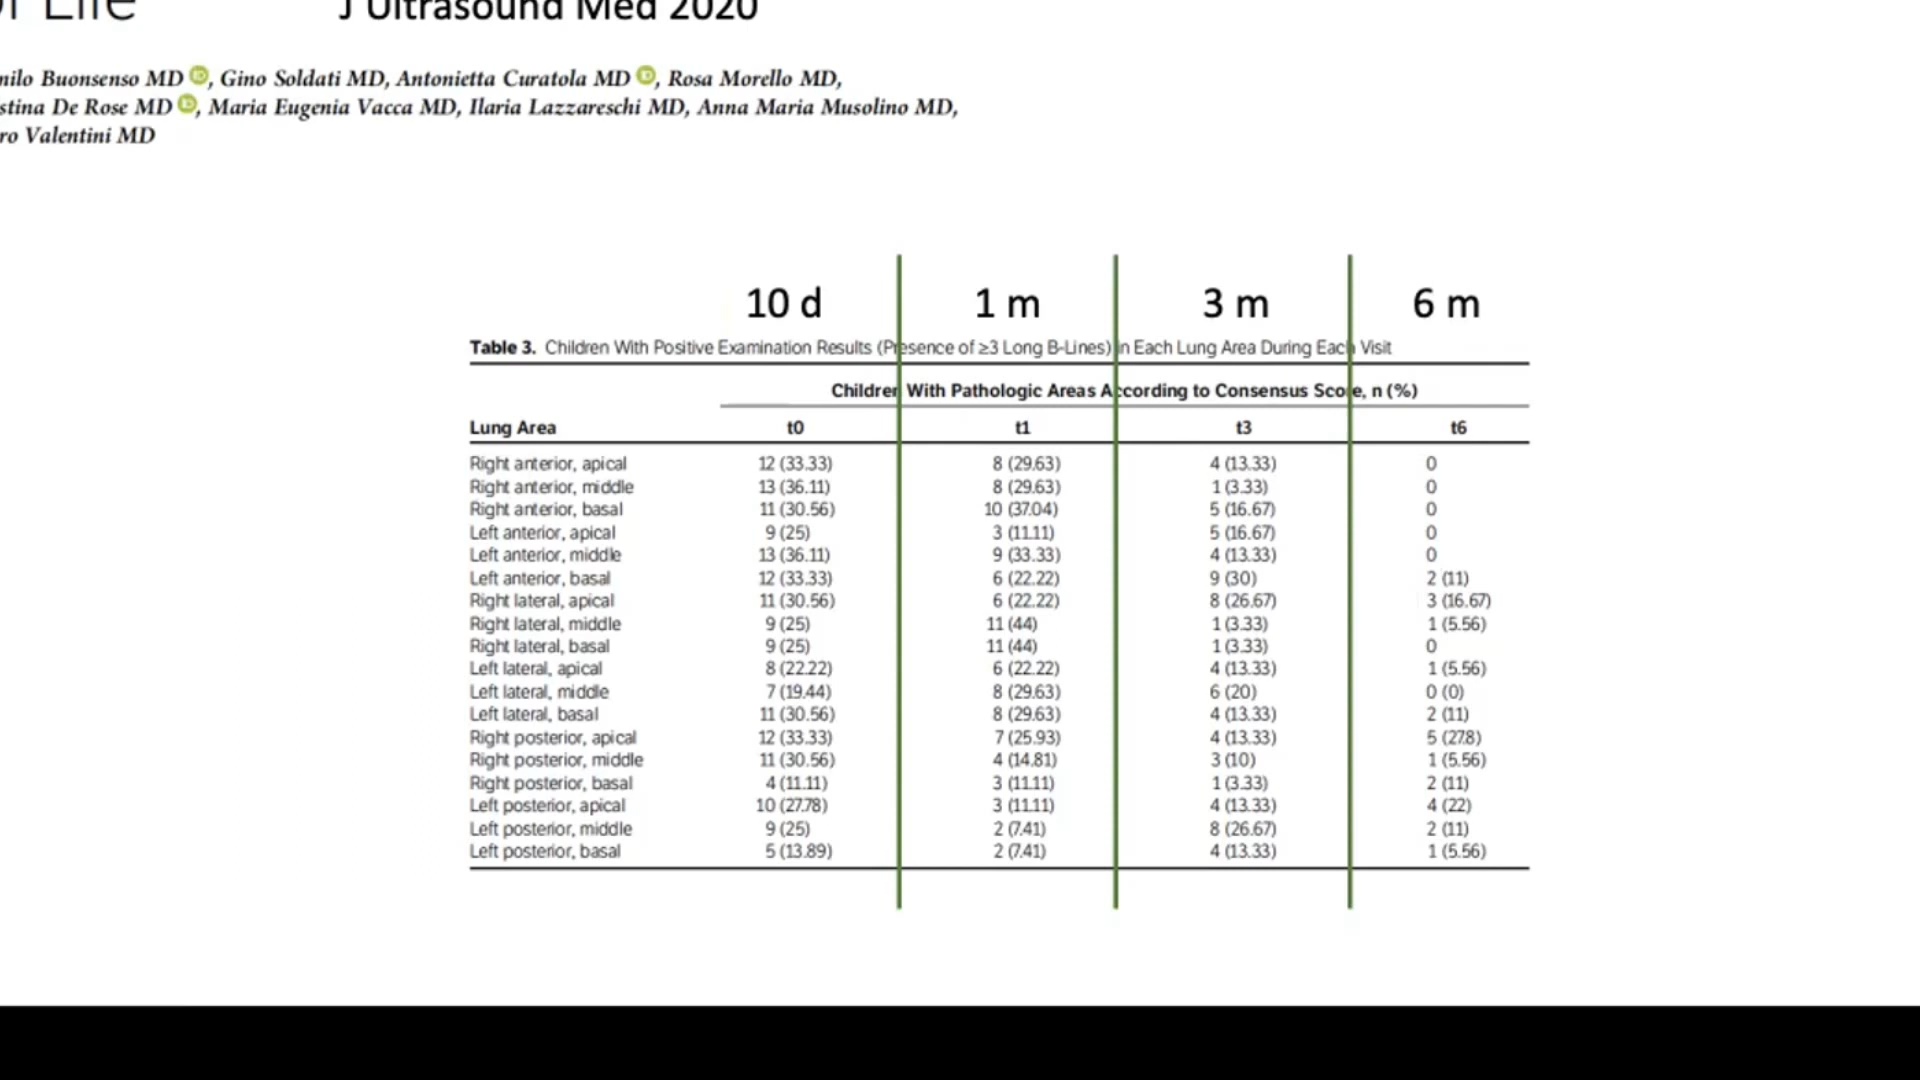 of Life J Ultrasound Med 2020
nilo Buonsenso MD, Gino Soldati MD, Antonietta Curatola MD, Rosa Morello MD,
stina De Rose MD, Maria Eugenia Vacca MD, Ilaria Lazzareschi MD, Anna Maria Musolino MD,
ro Valentini MD
10 d 1 m 3 m 6 m
Table 3. Children With Positive Examination Results (Presence of ≥3 Long B-Lines) in Each Lung Area During Each Visit
Children With Pathologic Areas According to Consensus Score, n (%)
Lung Area t0 t1 t3 t6
Right anterior, apical 12 (33.33) 8 (29.63) 4 (13.33) 0
Right anterior, middle 13 (36.11) 8 (29.63) 1 (3.33) 0
Right anterior, basal 11 (30.56) 10 (37.04) 5 (16.67) 0
Left anterior, apical 9 (25) 3 (11.11) 5 (16.67) 0
Left anterior, middle 13 (36.11) 9 (33.33) 4 (13.33) 0
Left anterior, basal 12 (33.33) 6 (22.22) 9 (30) 2 (11)
Right lateral, apical 11 (30.56) 6 (22.22) 8 (26.67) 3 (16.67)
Right lateral, middle 9 (25) 11 (44) 1 (3.33) 1 (5.56)
Right lateral, basal 9 (25) 11 (44) 1 (3.33) 0
Left lateral, apical 8 (22.22) 6 (22.22) 4 (13.33) 1 (5.56)
Left lateral, middle 7 (19.44) 8 (29.63) 6 (20) 0 (0)
Left lateral, basal 11 (30.56) 8 (29.63) 4 (13.33) 2 (11)
Right posterior, apical 12 (33.33) 7 (25.93) 4 (13.33) 5 (27.8)
Right posterior, middle 11 (30.56) 4 (14.81) 3 (10) 1 (5.56)
Right posterior, basal 4 (11.11) 3 (11.11) 1 (3.33) 2 (11)
Left posterior, apical 10 (27.78) 3 (11.11) 4 (13.33) 4 (22)
Left posterior, middle 9 (25) 2 (7.41) 8 (26.67) 2 (11)
Left posterior, basal 5 (13.89) 2 (7.41) 4 (13.33) 1 (5.56)